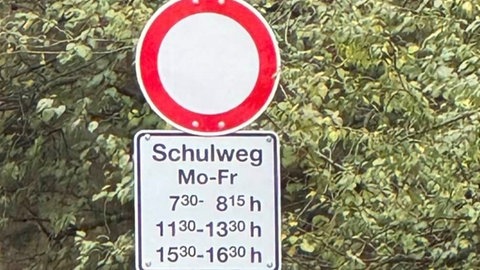 Schulweg
Mo-Fr
7³⁰- 8¹⁵ h
11³⁰-13³⁰ h
15³⁰-16³⁰ h